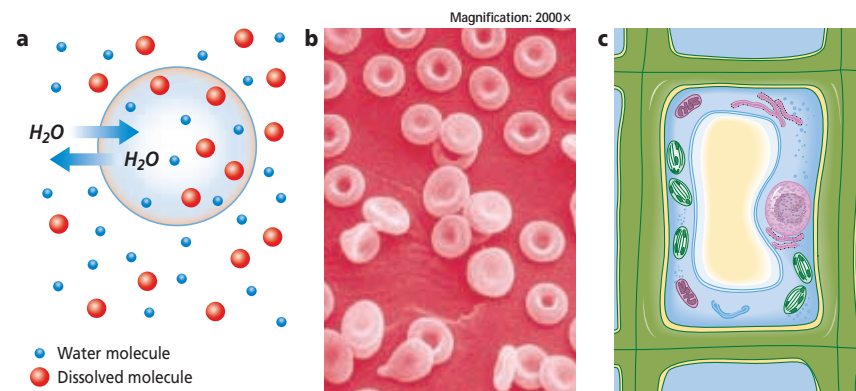 Magnification: 2000×
a
b
c
H₂O
H₂O
Water molecule
Dissolved molecule